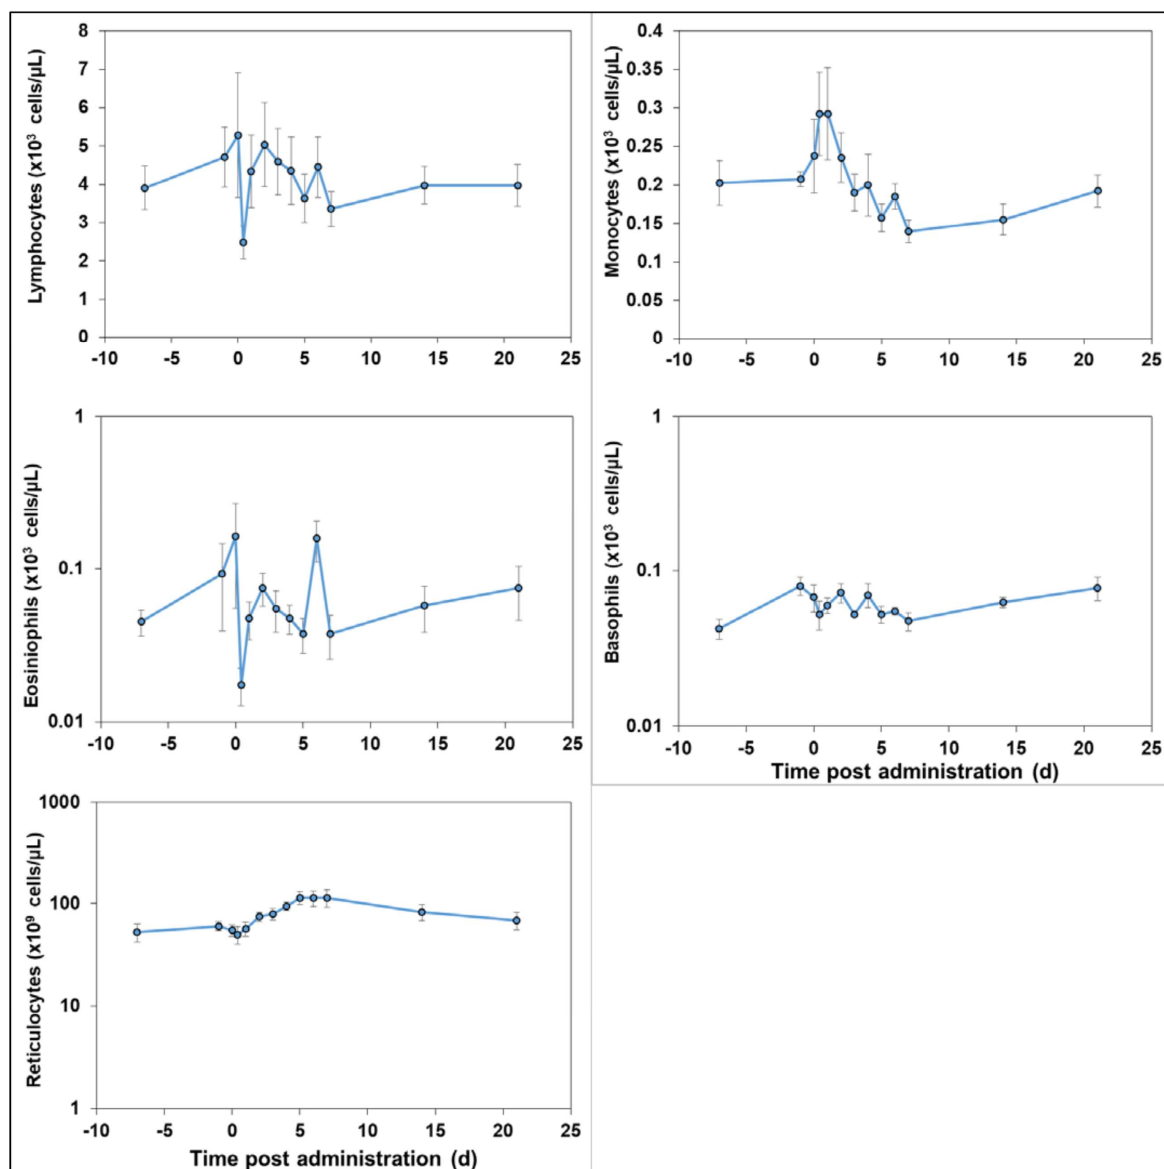 Lymphocytes (x10³ cells/µL)
8
7
6
5
4
3
2
1
0
-10 -5 0 5 10 15 20 25
Monocytes (x10³ cells/µL)
0.4
0.35
0.3
0.25
0.2
0.15
0.1
0.05
0
-10 -5 0 5 10 15 20 25
Eosiniophils (x10³ cells/µL)
1
0.1
0.01
-10 -5 0 5 10 15 20 25
Basophils (x10³ cells/µL)
1
0.1
0.01
-10 -5 0 5 10 15 20 25
Time post administration (d)
Reticulocytes (x10⁹ cells/µL)
1000
100
10
1
-10 -5 0 5 10 15 20 25
Time post administration (d)